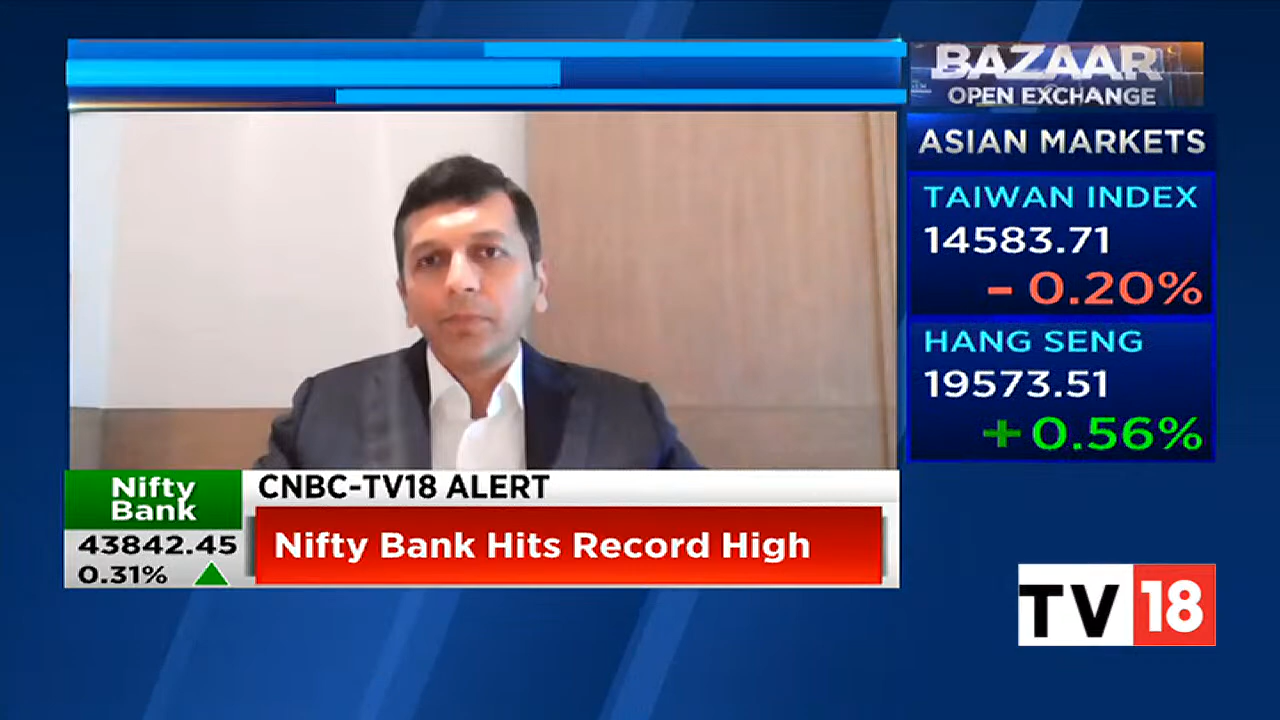 BAZAAR
OPEN EXCHANGE
ASIAN MARKETS
TAIWAN INDEX
14583.71
- 0.20%
HANG SENG
19573.51
+0.56%
Nifty
Bank
43842.45
0.31%
CNBC-TV18 ALERT
Nifty Bank Hits Record High
TV18